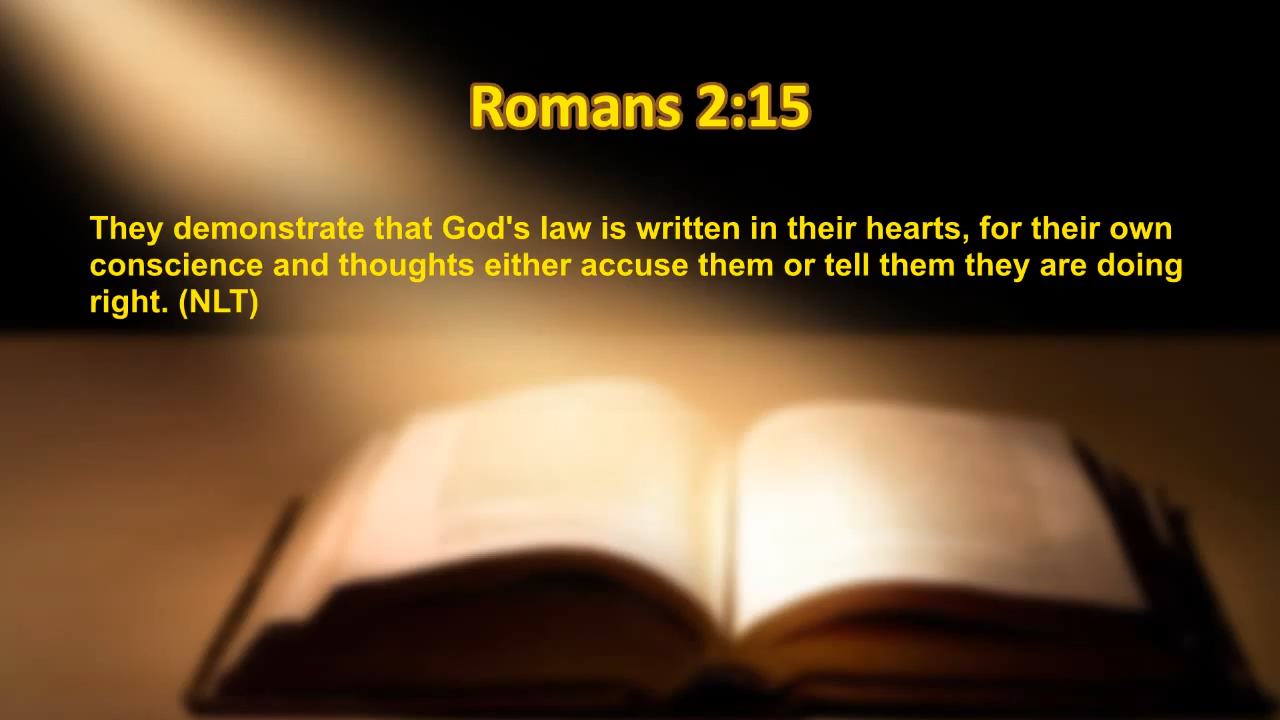 Romans 2:15
They demonstrate that God's law is written in their hearts, for their own
conscience and thoughts either accuse them or tell them they are doing
right. (NLT)